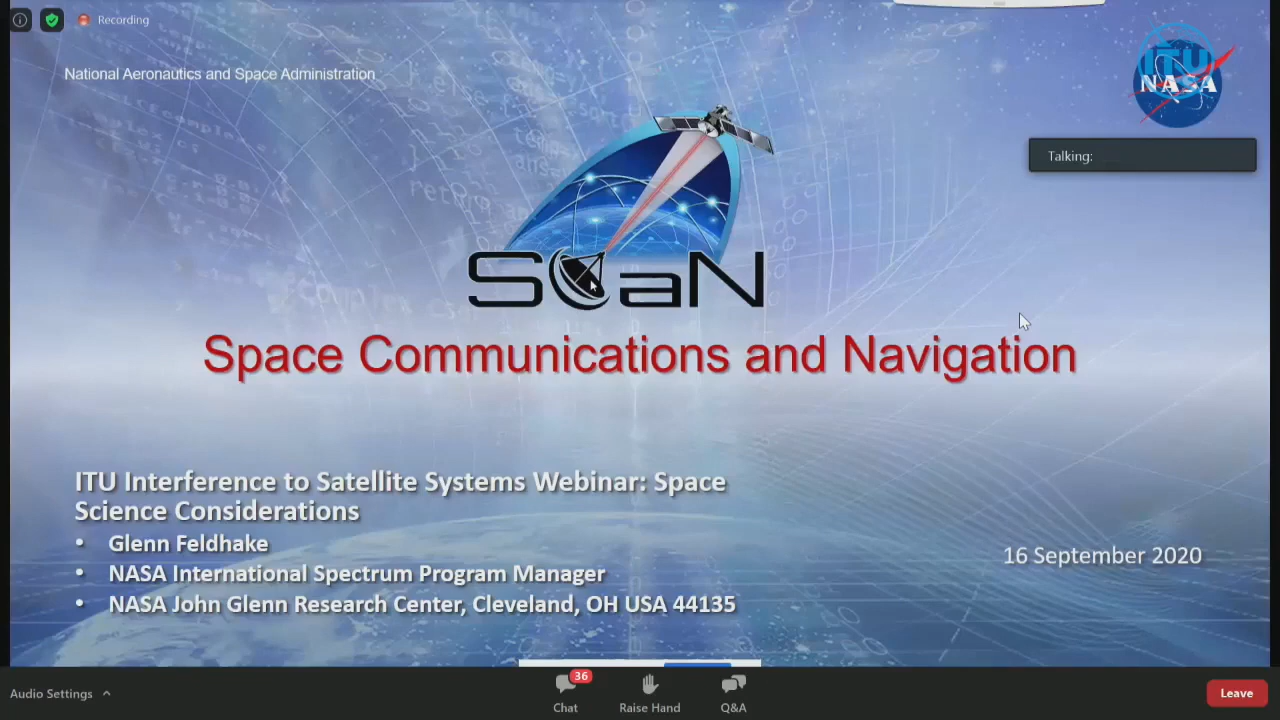 Recording
National Aeronautics and Space Administration
ITU
NASA
Talking:
SCaN
Space Communications and Navigation
ITU Interference to Satellite Systems Webinar: Space
Science Considerations
• Glenn Feldhake
• NASA International Spectrum Program Manager
• NASA John Glenn Research Center, Cleveland, OH USA 44135
16 September 2020
Audio Settings
36
Chat
Raise Hand
Q&A
Leave